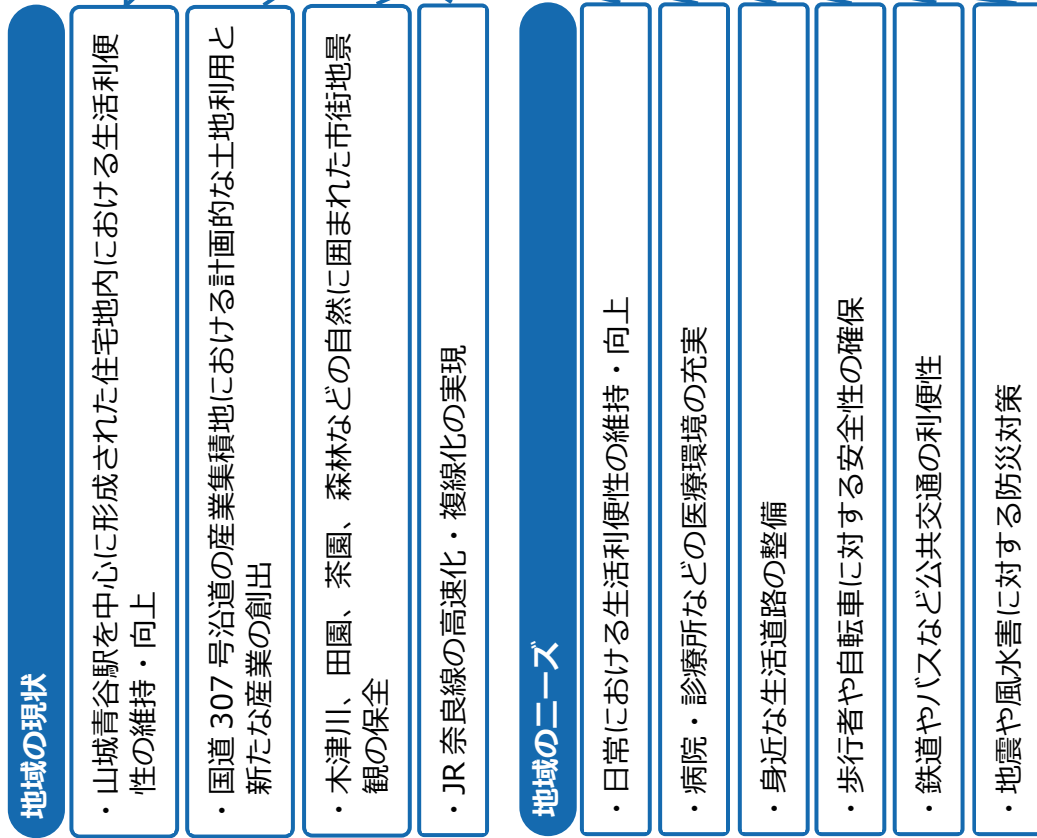 地域の現状
・山城青谷駅を中心に形成された住宅地内における生活利便
性の維持・向上
・国道 307 号沿道の産業集積地における計画的な土地利用と
新たな産業の創出
・木津川、田園、茶園、森林などの自然に囲まれた市街地景
観の保全
・JR 奈良線の高速化・複線化の実現
地域のニーズ
・日常における生活利便性の維持・向上
・病院・診療所などの医療環境の充実
・身近な生活道路の整備
・歩行者や自転車に対する安全性の確保
・鉄道やバスなど公共交通の利便性
・地震や風水害に対する防災対策